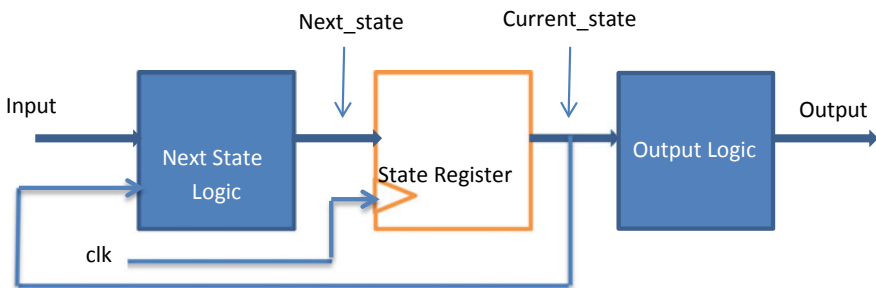 Next_state
Current_state
Input
Output
Next State
Logic
State Register
Output Logic
clk